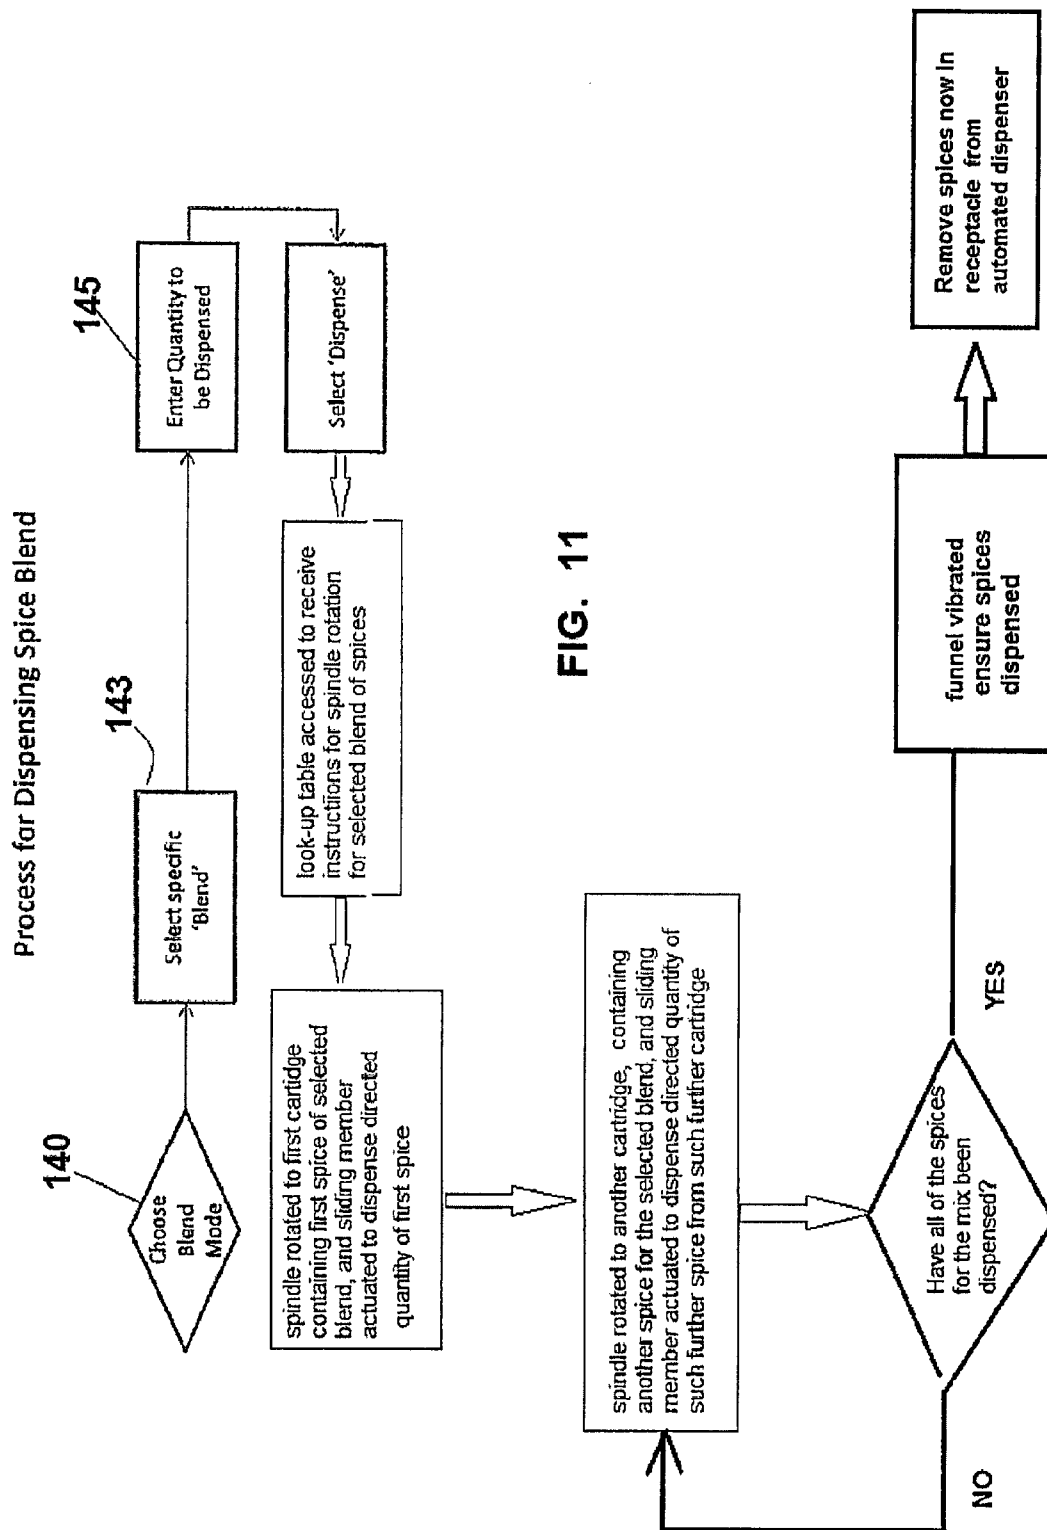 Process for Dispensing Spice Blend
140
Choose
Blend
Mode
143
Select specific
'Blend'
145
Enter Quantity to
be Dispensed
Select 'Dispense'
look-up table accessed to receive
instructions for spindle rotation
for selected blend of spices
spindle rotated to first cartidge
containing first spice of selected
blend, and sliding member
actuated to dispense directed
quantity of first spice
FIG. 11
spindle rotated to another cartridge, containing
another spice for the selected blend, and sliding
member actuated to dispense directed quantity of
such further spice from such further cartridge
Have all of the spices
for the mix been
dispensed?
NO
YES
funnel vibrated
ensure spices
dispensed
Remove spices now in
receptacle from
automated dispenser